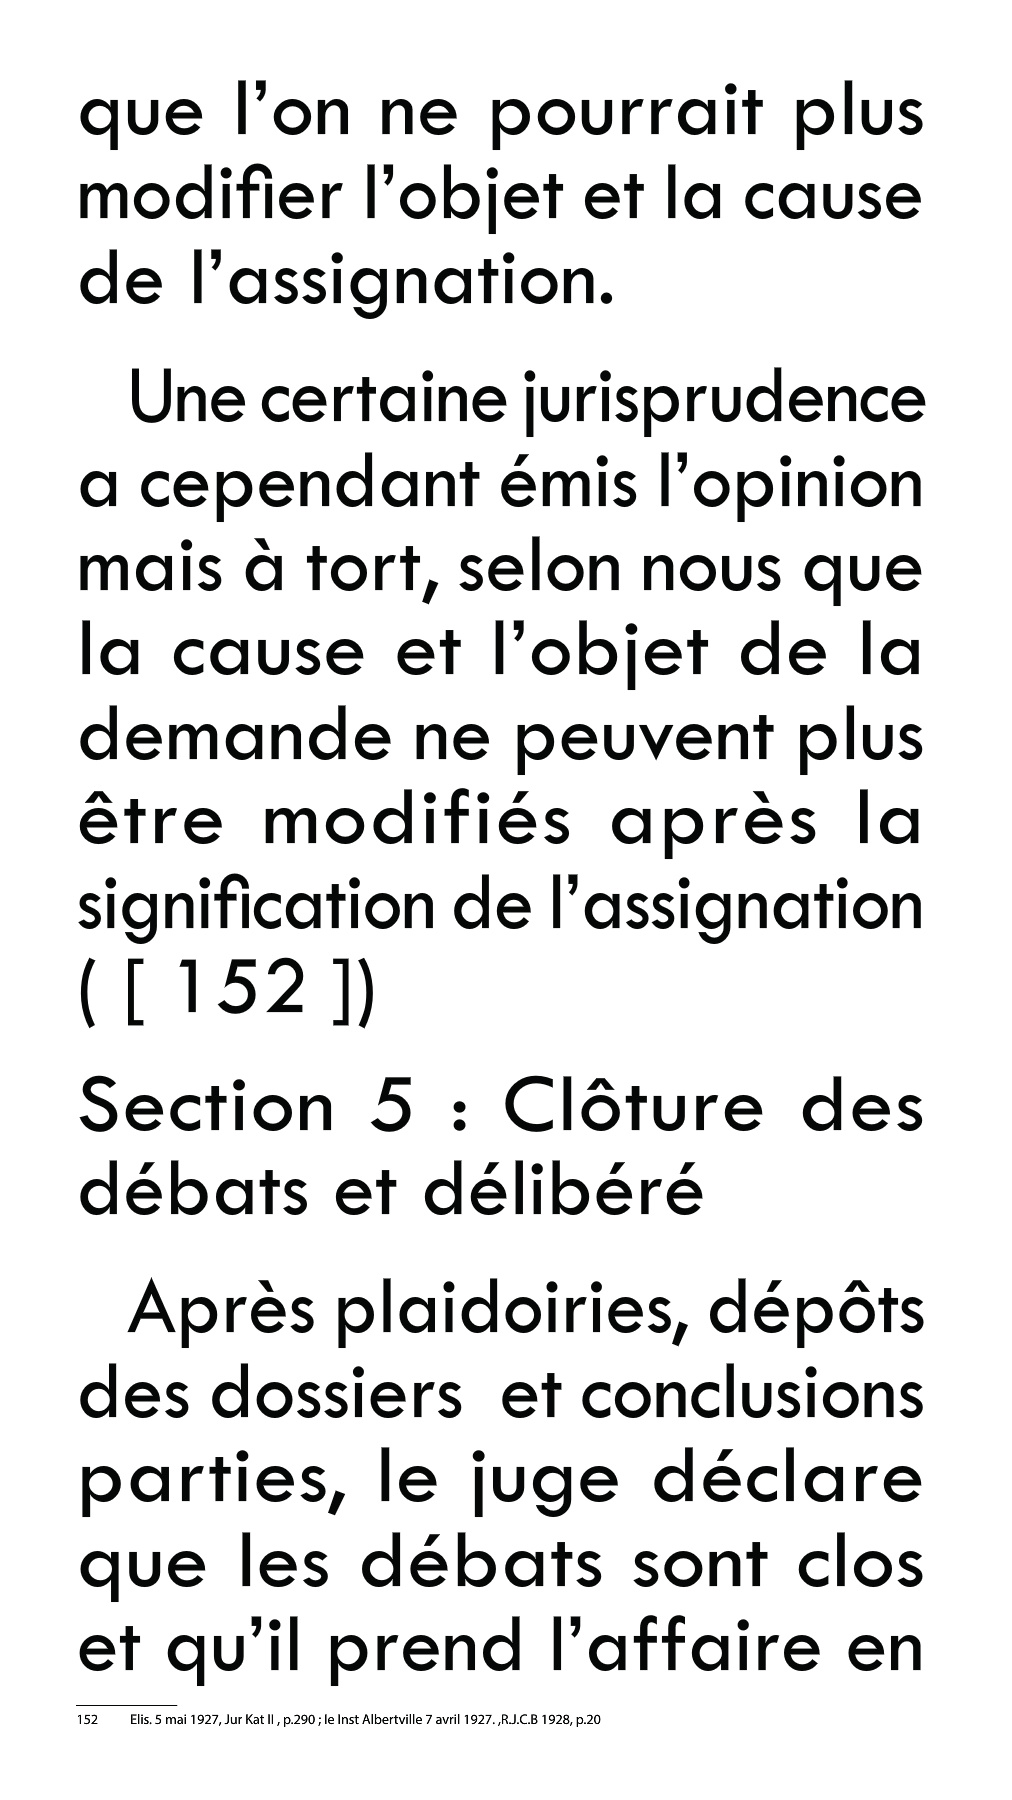 que l’on ne pourrait plus
modifier l’objet et la cause
de l’assignation.
Une certaine jurisprudence
a cependant émis l’opinion
mais à tort, selon nous que
la cause et l’objet de la
demande ne peuvent plus
être modifiés après la
signification de l’assignation
( [ 152 ])
Section 5 : Clôture des
débats et délibéré
Après plaidoiries, dépôts
des dossiers et conclusions
parties, le juge déclare
que les débats sont clos
et qu’il prend l’affaire en
152 Elis. 5 mai 1927, Jur Kat II , p.290 ; Ie Inst Albertville 7 avril 1927. ,R.J.C.B 1928, p.20